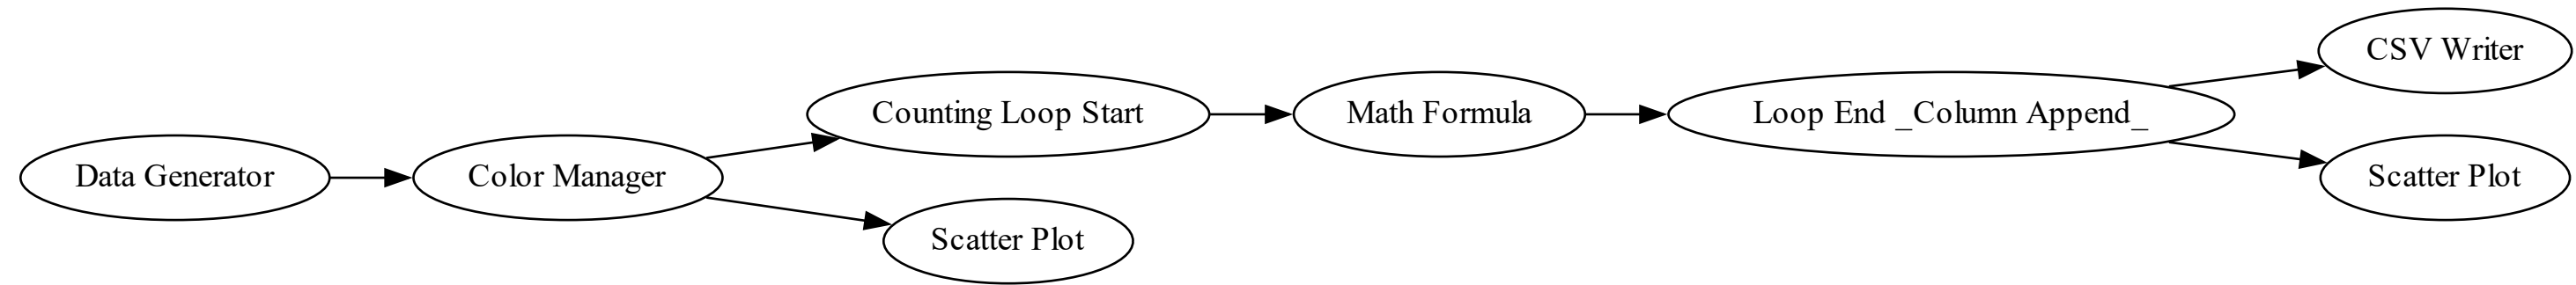 Data Generator
Color Manager
Counting Loop Start
Scatter Plot
Math Formula
Loop End _Column Append_
CSV Writer
Scatter Plot